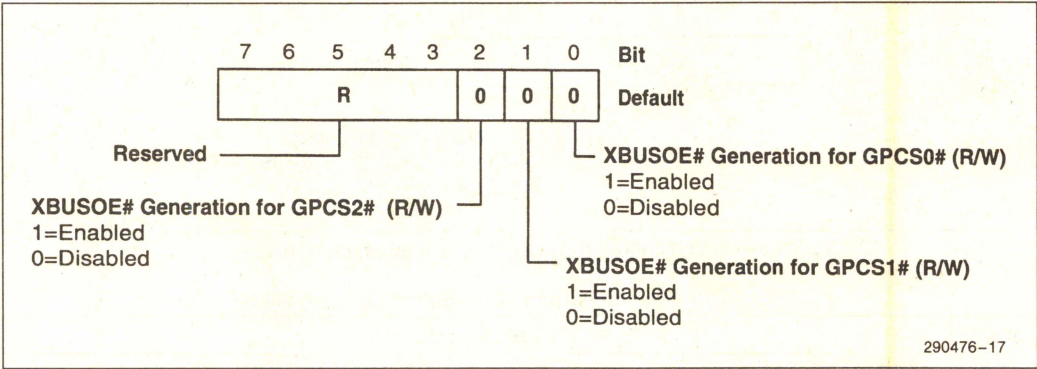 7 6 5 4 3 2 1 0 Bit
R 0 0 0 Default
Reserved
XBUSOE# Generation for GPCS0# (R/W)
1=Enabled
0=Disabled
XBUSOE# Generation for GPCS2# (R/W)
1=Enabled
0=Disabled
XBUSOE# Generation for GPCS1# (R/W)
1=Enabled
0=Disabled
290476-17